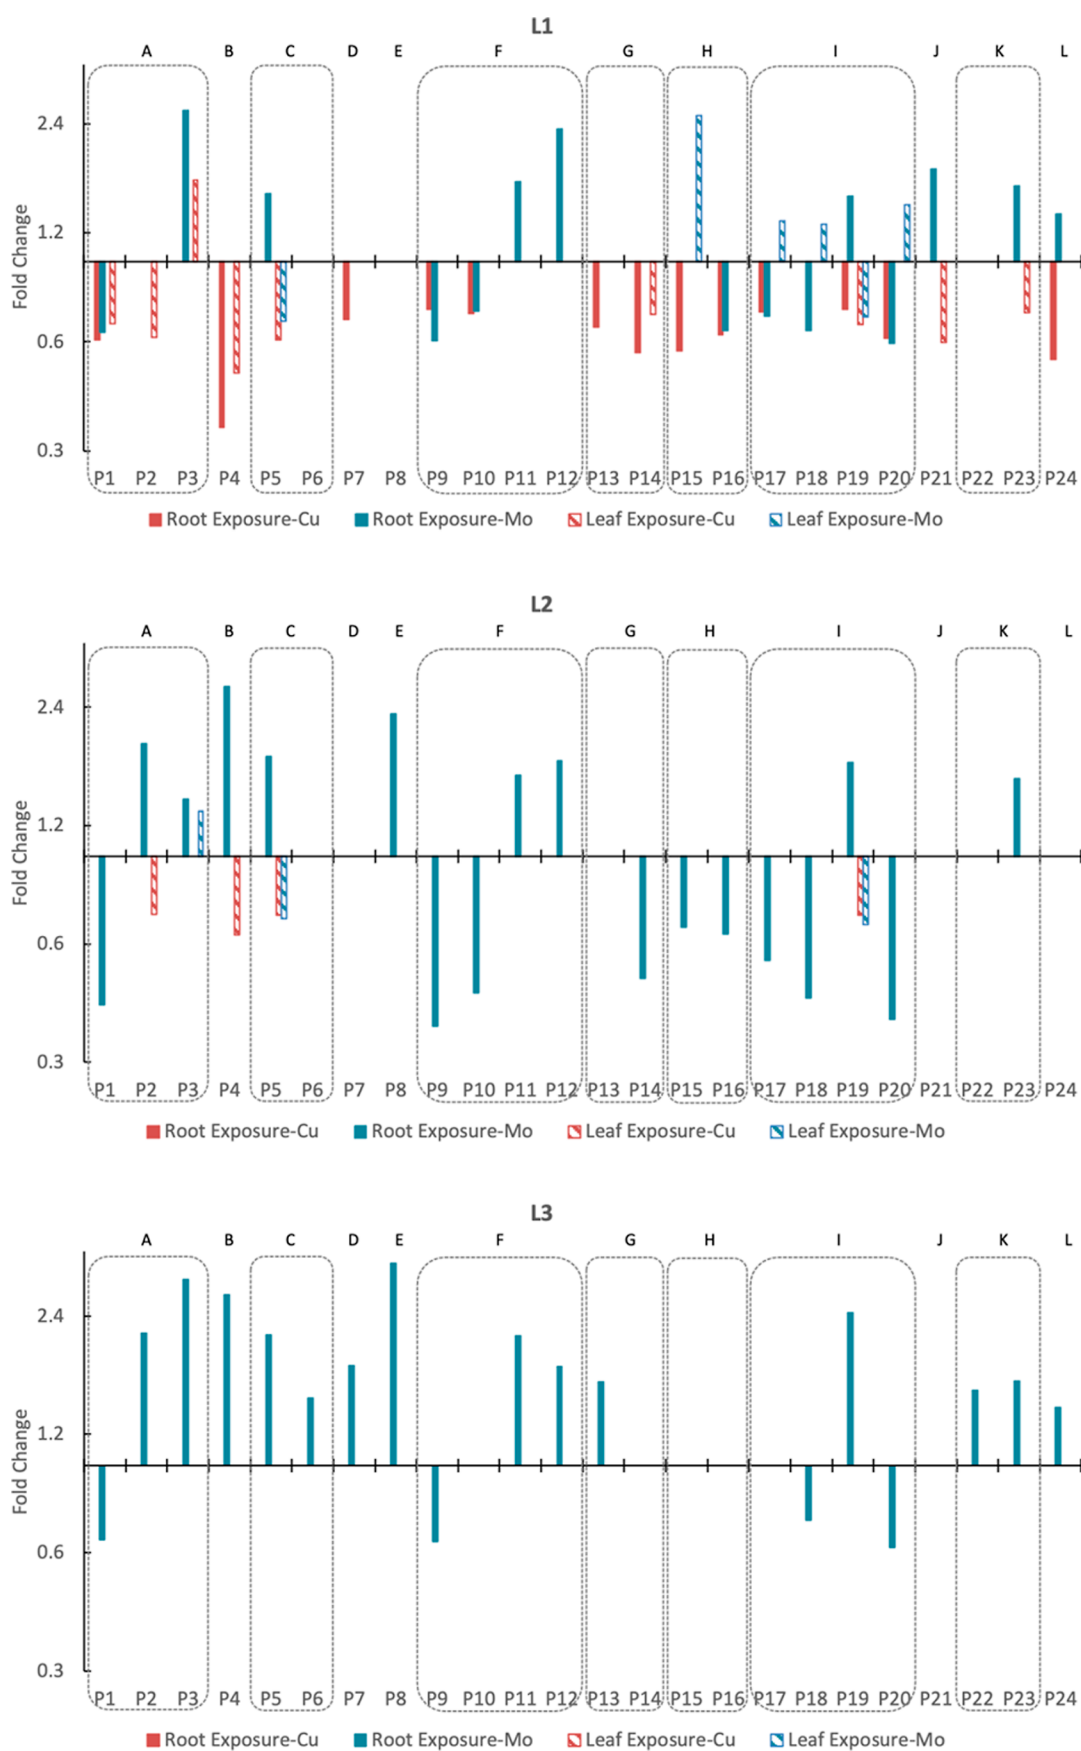 L1
A B C D E F G H I J K L
2.4
1.2
0.6
0.3
Fold Change
P1 P2 P3 P4 P5 P6 P7 P8 P9 P10 P11 P12 P13 P14 P15 P16 P17 P18 P19 P20 P21 P22 P23 P24
Root Exposure-Cu Root Exposure-Mo Leaf Exposure-Cu Leaf Exposure-Mo
L2
A B C D E F G H I J K L
2.4
1.2
0.6
0.3
Fold Change
P1 P2 P3 P4 P5 P6 P7 P8 P9 P10 P11 P12 P13 P14 P15 P16 P17 P18 P19 P20 P21 P22 P23 P24
Root Exposure-Cu Root Exposure-Mo Leaf Exposure-Cu Leaf Exposure-Mo
L3
A B C D E F G H I J K L
2.4
1.2
0.6
0.3
Fold Change
P1 P2 P3 P4 P5 P6 P7 P8 P9 P10 P11 P12 P13 P14 P15 P16 P17 P18 P19 P20 P21 P22 P23 P24
Root Exposure-Cu Root Exposure-Mo Leaf Exposure-Cu Leaf Exposure-Mo